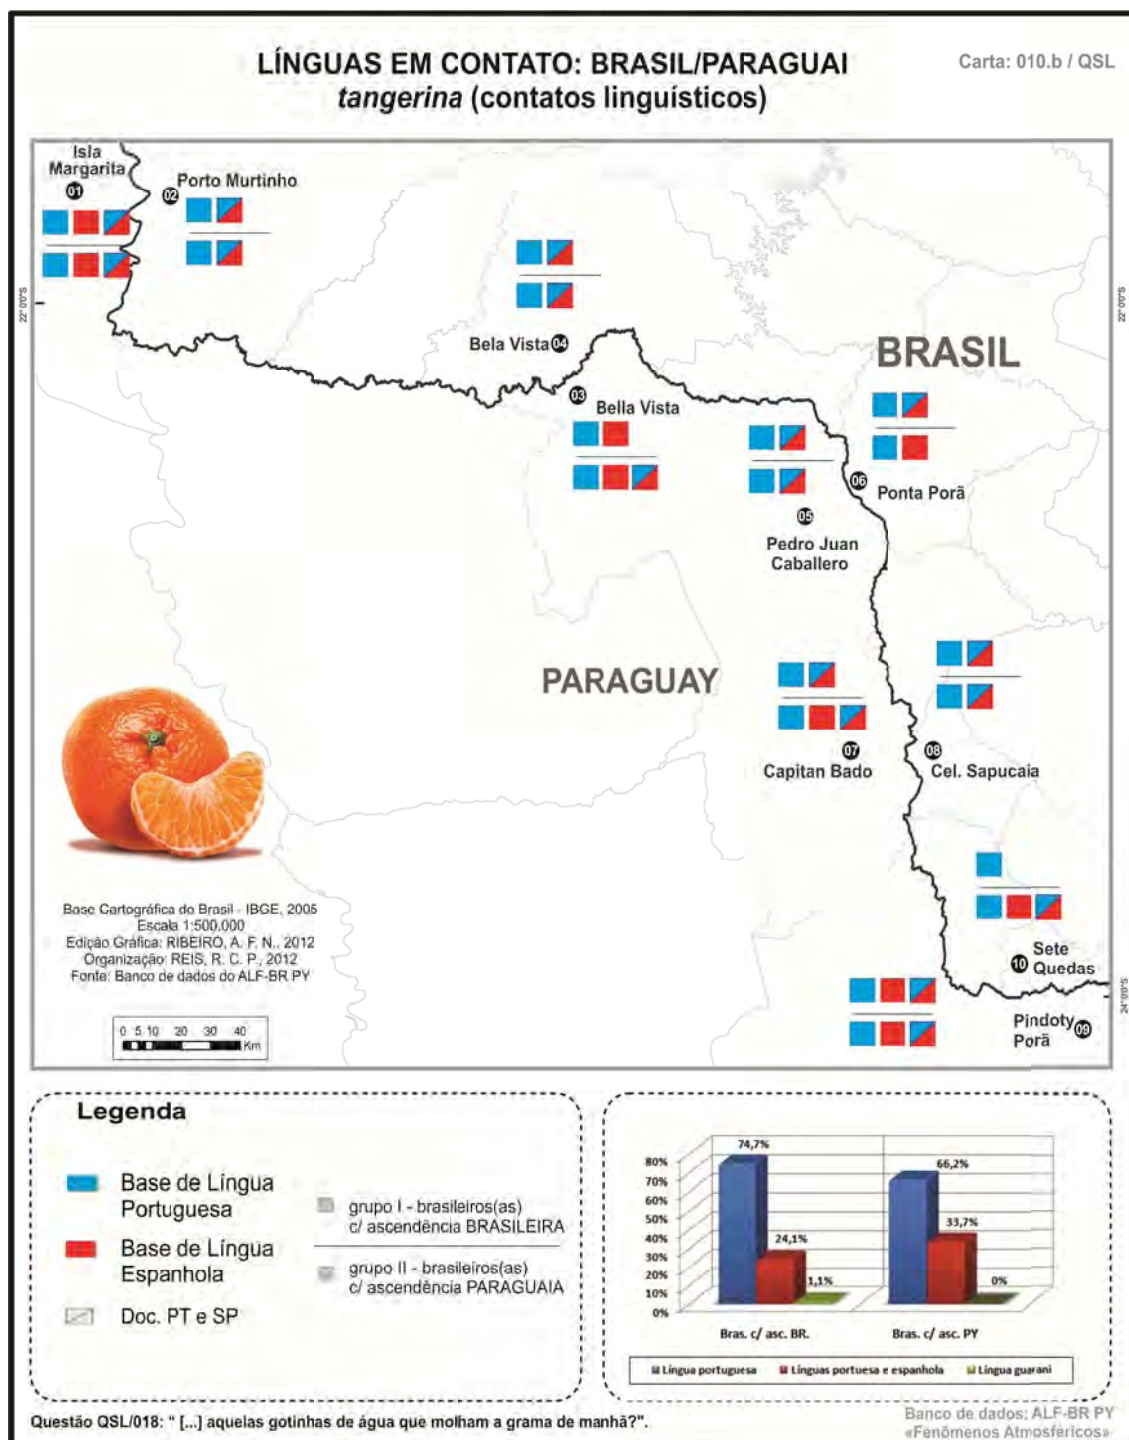 LÍNGUAS EM CONTATO: BRASIL/PARAGUAI
tangerina (contatos linguísticos)
Carta: 010.b / QSL
Isla
Margarita
01
02
Porto Murtinho
22°0'0"S
22°0'0"S
Bela Vista 04
BRASIL
03
Bella Vista
06
Ponta Porã
05
Pedro Juan
Caballero
PARAGUAY
07
Capitan Bado
08
Cel. Sapucaia
Base Cartográfica do Brasil - IBGE, 2005
Escala 1:500.000
Edição Gráfica: RIBEIRO, A. F. N., 2012
Organização: REIS, R. C. P., 2012
Fonte: Banco de dados do ALF-BR PY
10
Sete
Quedas
24°0'0"S
Pindoty
Porã
09
0 5 10 20 30 40
Km
Legenda
Base de Língua
Portuguesa
Base de Língua
Espanhola
Doc. PT e SP
grupo I - brasileiros(as)
c/ ascendência BRASILEIRA
grupo II - brasileiros(as)
c/ ascendência PARAGUAIA
80%
70%
60%
50%
40%
30%
20%
10%
0%
74,7%
24,1%
1,1%
66,2%
33,7%
0%
Bras. c/ asc. BR.
Bras. c/ asc. PY
Língua portuguesa
Línguas portuesa e espanhola
Língua guarani
Questão QSL/018: " [...] aquelas gotinhas de água que molham a grama de manhã?".
Banco de dados: ALF-BR PY
«Fenômenos Atmosféricos»